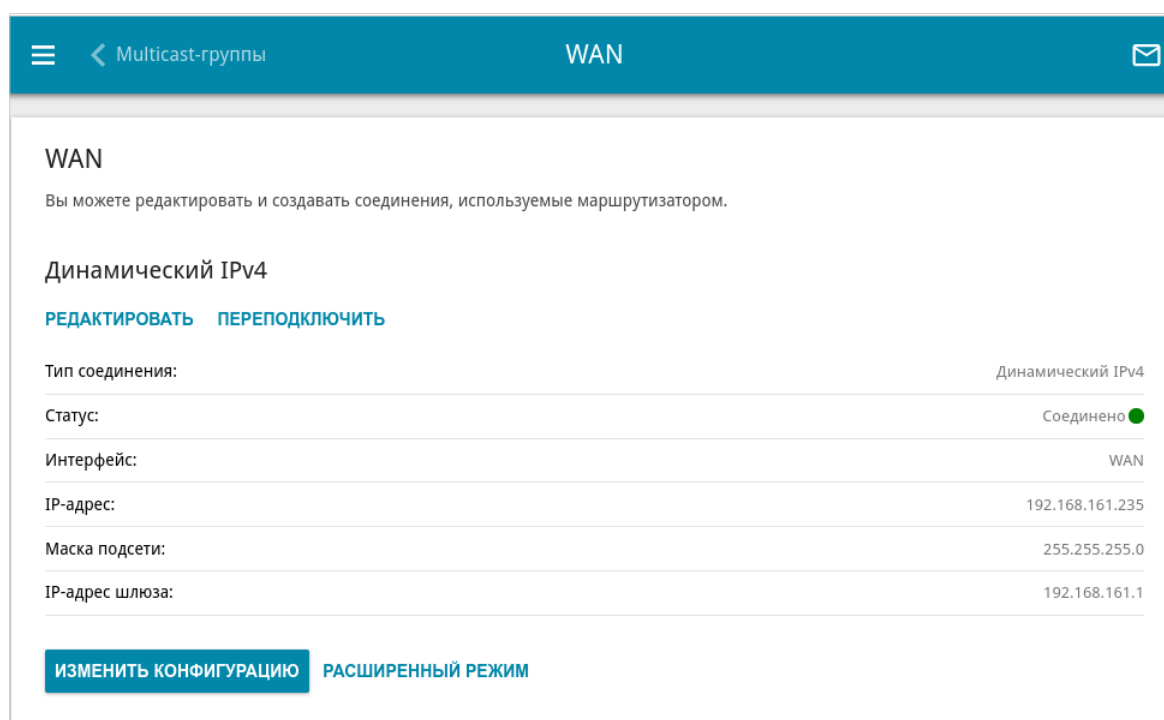 Multicast-группы WAN
WAN
Вы можете редактировать и создавать соединения, используемые маршрутизатором.
Динамический IPv4
РЕДАКТИРОВАТЬ ПЕРЕПОДКЛЮЧИТЬ
Тип соединения: Динамический IPv4
Статус: Соединено
Интерфейс: WAN
IP-адрес: 192.168.161.235
Маска подсети: 255.255.255.0
IP-адрес шлюза: 192.168.161.1
ИЗМЕНИТЬ КОНФИГУРАЦИЮ РАСШИРЕННЫЙ РЕЖИМ